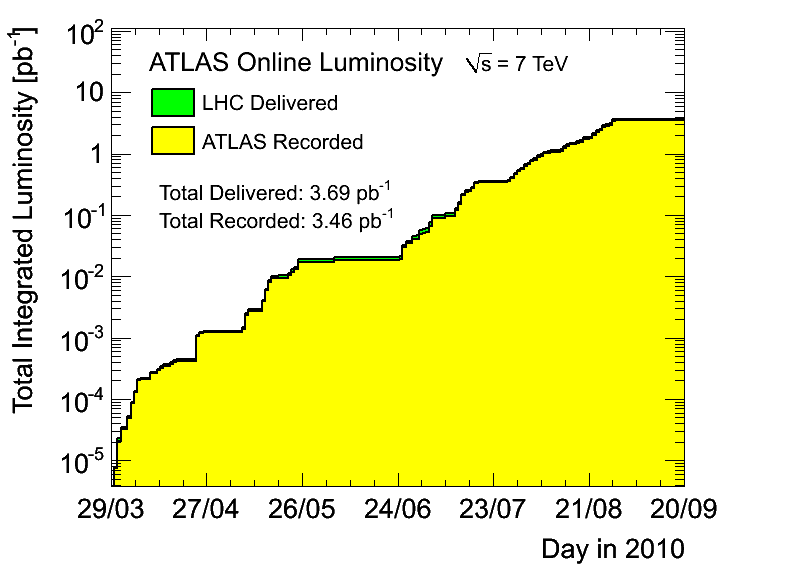 Total Integrated Luminosity [pb⁻¹]
10²
10
1
10⁻¹
10⁻²
10⁻³
10⁻⁴
10⁻⁵
ATLAS Online Luminosity √s = 7 TeV
LHC Delivered
ATLAS Recorded
Total Delivered: 3.69 pb⁻¹
Total Recorded: 3.46 pb⁻¹
29/03 27/04 26/05 24/06 23/07 21/08 20/09
Day in 2010